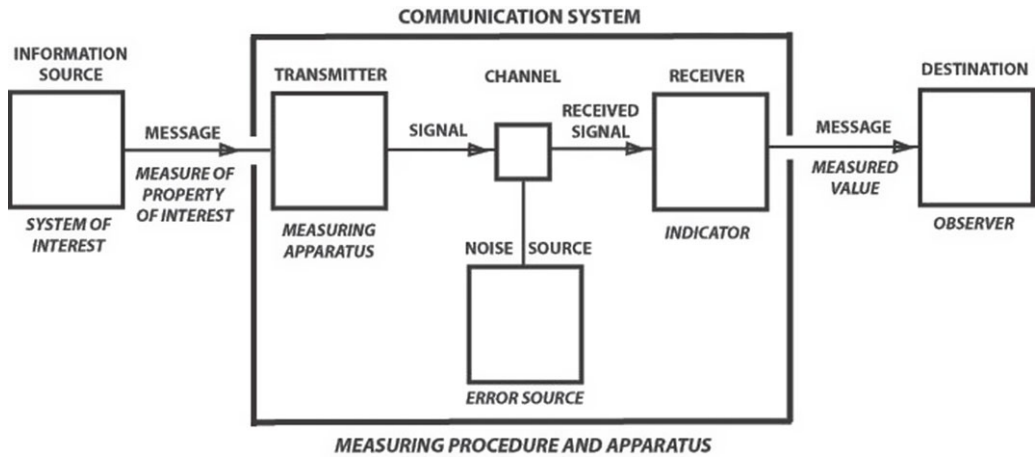 COMMUNICATION SYSTEM
INFORMATION
SOURCE
TRANSMITTER
CHANNEL
RECEIVER
DESTINATION
MESSAGE
SIGNAL
RECEIVED
SIGNAL
MESSAGE
MEASURE OF
PROPERTY
OF INTEREST
MEASURED
VALUE
SYSTEM OF
INTEREST
MEASURING
APPARATUS
INDICATOR
OBSERVER
NOISE SOURCE
ERROR SOURCE
MEASURING PROCEDURE AND APPARATUS